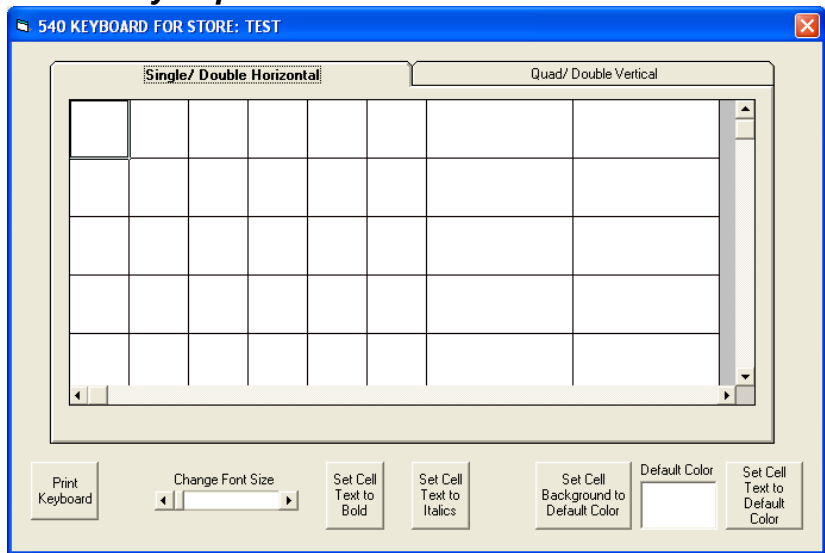 540 KEYBOARD FOR STORE: TEST
Single/ Double Horizontal
Quad/ Double Vertical
Print
Keyboard
Change Font Size
Set Cell
Text to
Bold
Set Cell
Text to
Italics
Set Cell
Background to
Default Color
Default Color
Set Cell
Text to
Default
Color